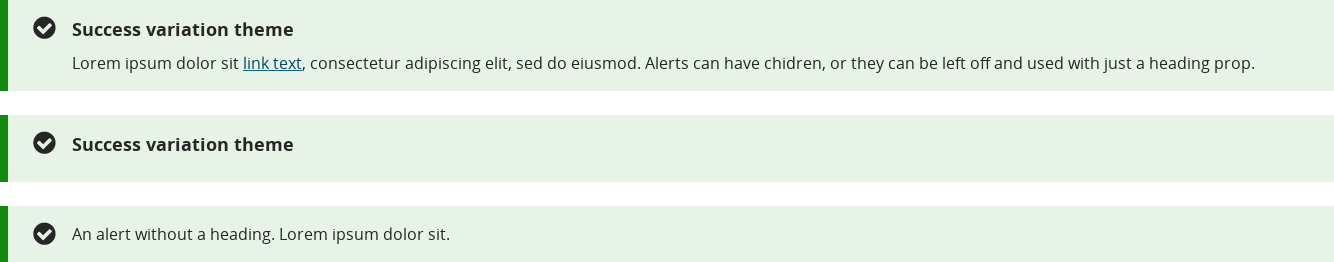 Success variation theme
Lorem ipsum dolor sit link text, consectetur adipiscing elit, sed do eiusmod. Alerts can have chidren, or they can be left off and used with just a heading prop.
Success variation theme
An alert without a heading. Lorem ipsum dolor sit.